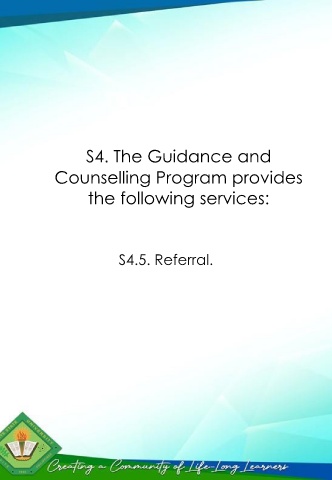 S4. The Guidance and
Counselling Program provides
the following services:
S4.5. Referral.
Creating a Community of Life-Long Learners